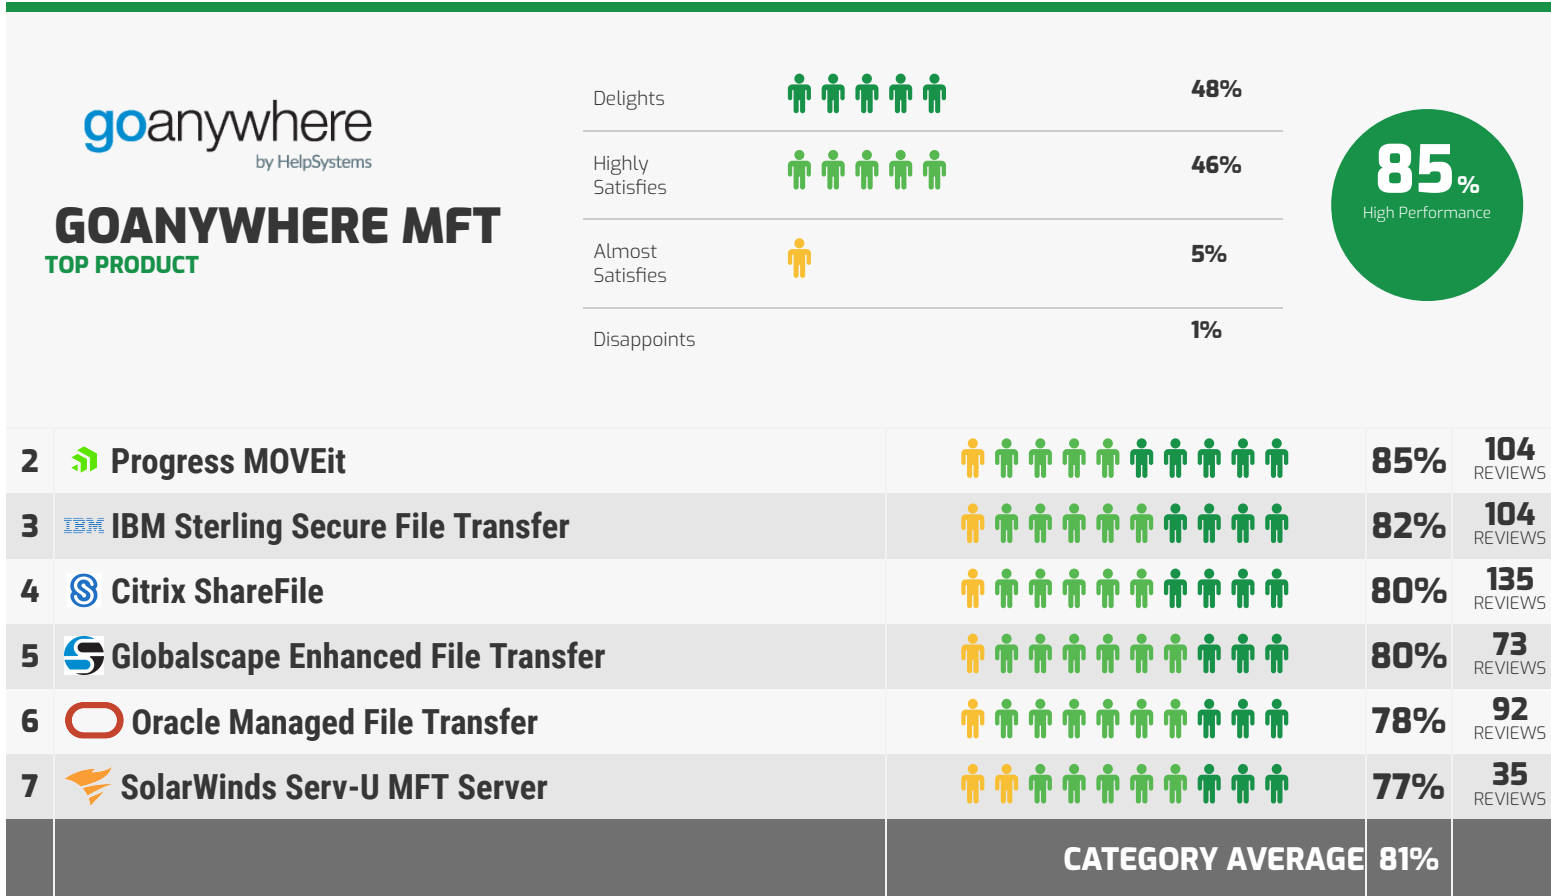 goanywhere
by HelpSystems
GOANYWHERE MFT
TOP PRODUCT
Delights 48%
Highly
Satisfies 46%
Almost
Satisfies 5%
Disappoints 1%
85%
High Performance
2 Progress MOVEit 85% 104 REVIEWS
3 IBM IBM Sterling Secure File Transfer 82% 104 REVIEWS
4 Citrix ShareFile 80% 135 REVIEWS
5 Globalscape Enhanced File Transfer 80% 73 REVIEWS
6 Oracle Managed File Transfer 78% 92 REVIEWS
7 SolarWinds Serv-U MFT Server 77% 35 REVIEWS
CATEGORY AVERAGE 81%